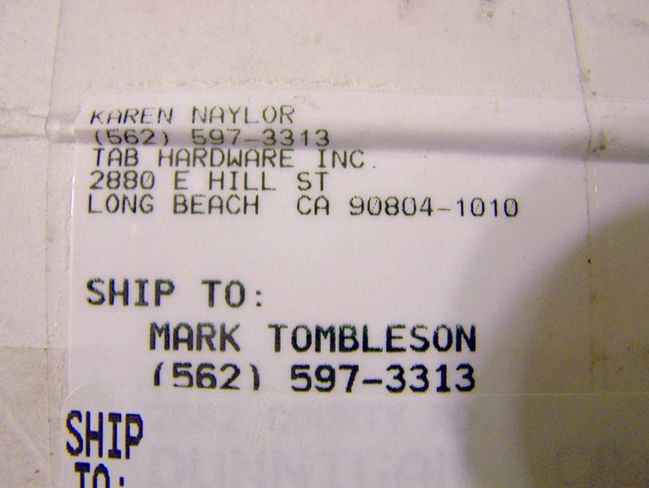 KAREN NAYLOR
(562) 597-3313
TAB HARDWARE INC.
2880 E HILL ST
LONG BEACH CA 90804-1010
SHIP TO:
MARK TOMBLESON
(562) 597-3313
SHIP
TO: